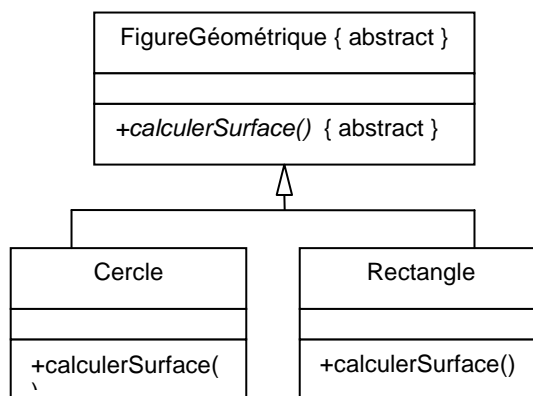 FigureGéométrique { abstract }
+calculerSurface() { abstract }
Cercle
Rectangle
+calculerSurface(
)
+calculerSurface()